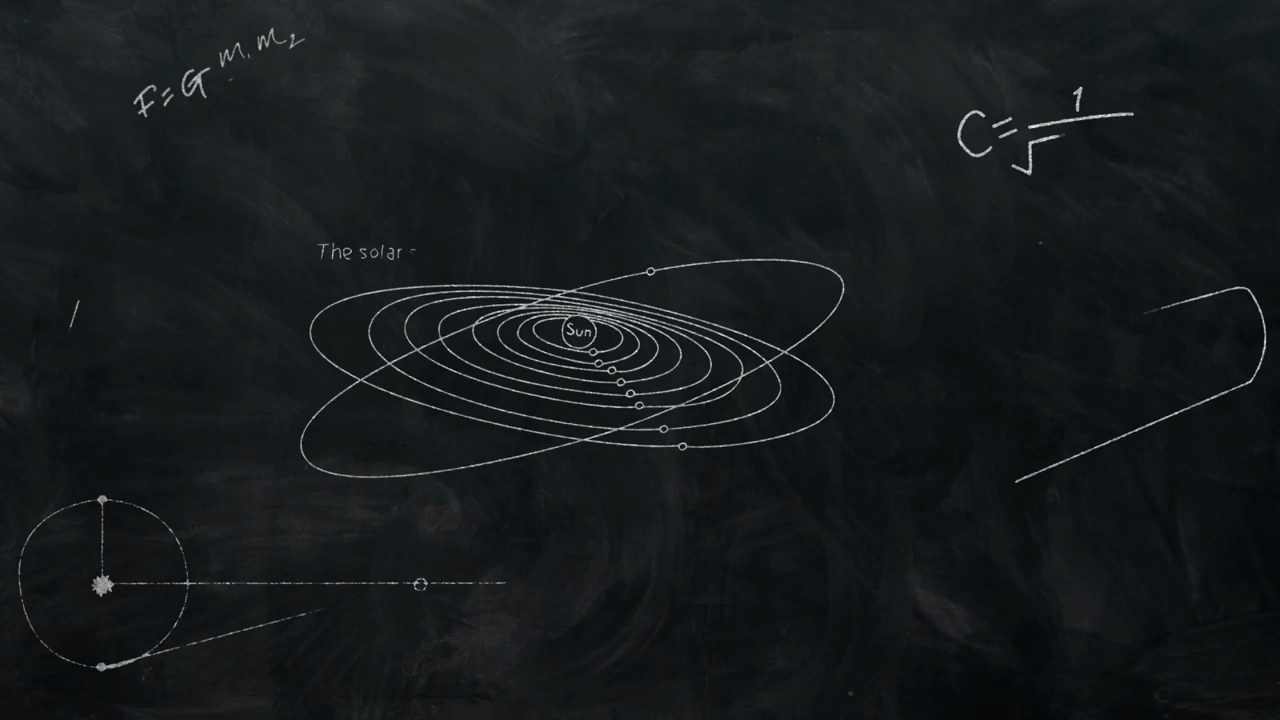 F=G m₁m₂
C= 1
√
The solar
Sun